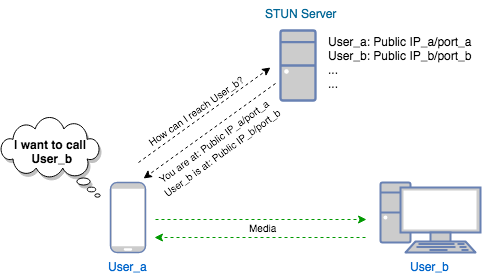 STUN Server
User_a: Public IP_a/port_a
User_b: Public IP_b/port_b
...
...
How can I reach User_b?
You are at: Public IP_a/port_a
User_b is at: Public IP_b/port_b
I want to call
User_b
Media
User_a
User_b